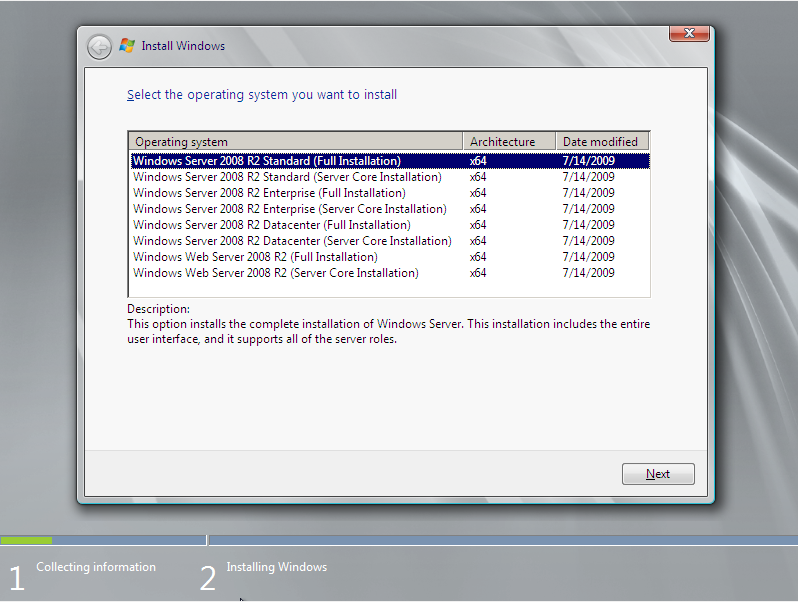 Install Windows
Select the operating system you want to install
Operating system Architecture Date modified
Windows Server 2008 R2 Standard (Full Installation) x64 7/14/2009
Windows Server 2008 R2 Standard (Server Core Installation) x64 7/14/2009
Windows Server 2008 R2 Enterprise (Full Installation) x64 7/14/2009
Windows Server 2008 R2 Enterprise (Server Core Installation) x64 7/14/2009
Windows Server 2008 R2 Datacenter (Full Installation) x64 7/14/2009
Windows Server 2008 R2 Datacenter (Server Core Installation) x64 7/14/2009
Windows Web Server 2008 R2 (Full Installation) x64 7/14/2009
Windows Web Server 2008 R2 (Server Core Installation) x64 7/14/2009
Description:
This option installs the complete installation of Windows Server. This installation includes the entire
user interface, and it supports all of the server roles.
Next
1 Collecting information 2 Installing Windows